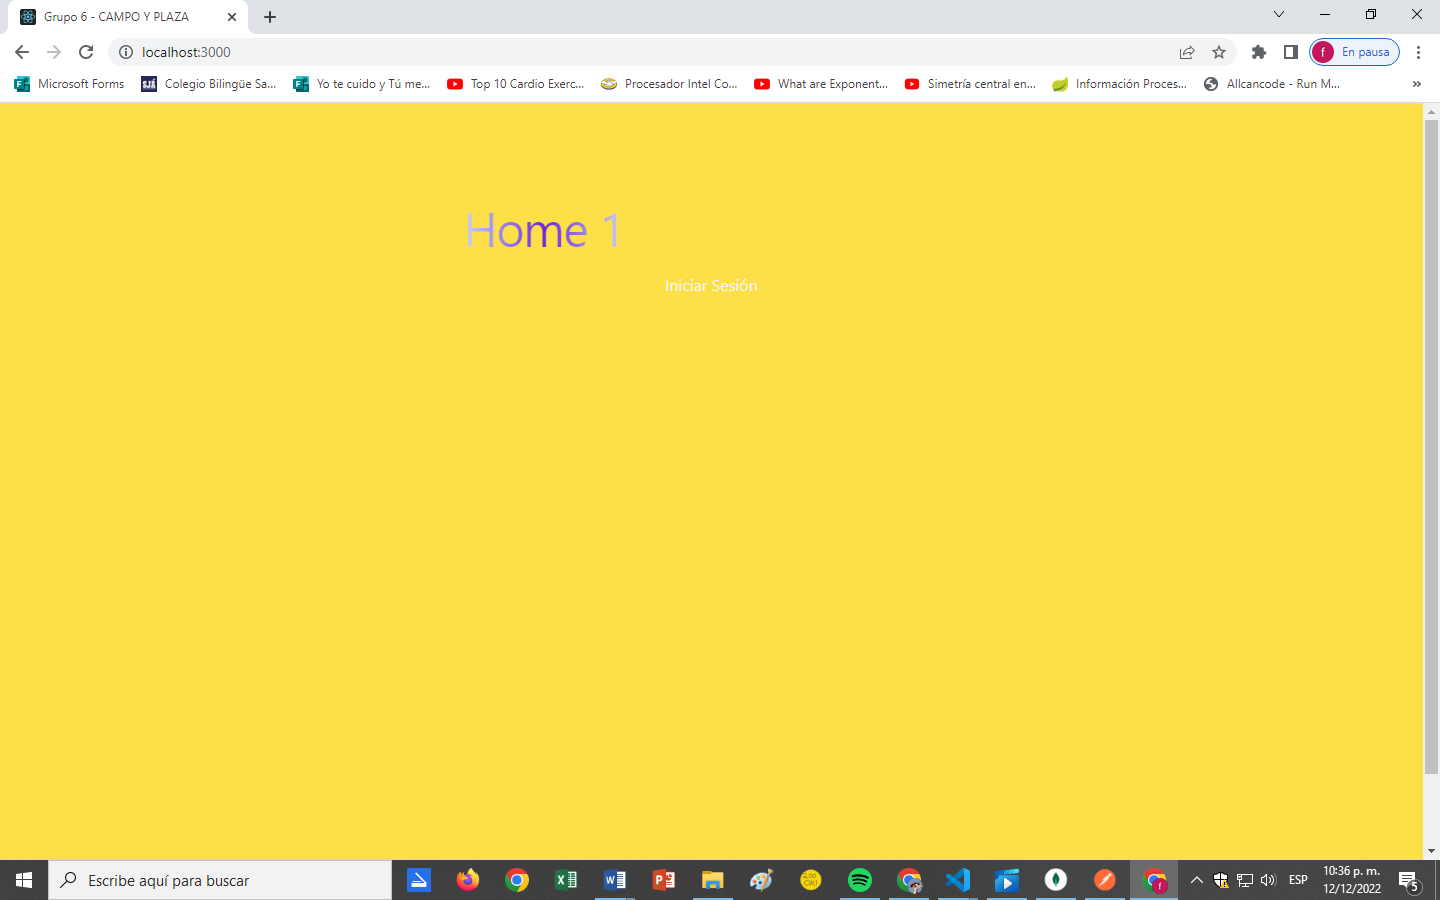 Grupo 6 - CAMPO Y PLAZA
localhost:3000
f En pausa
Microsoft Forms
SJÁ Colegio Bilingüe Sa...
Yo te cuido y Tú me...
Top 10 Cardio Exerc...
Procesador Intel Co...
What are Exponent...
Simetría central en...
Información Proces...
Allcancode - Run M...
»
Home 1
Iniciar Sesión
Escribe aquí para buscar
ESP
10:36 p. m.
12/12/2022
5